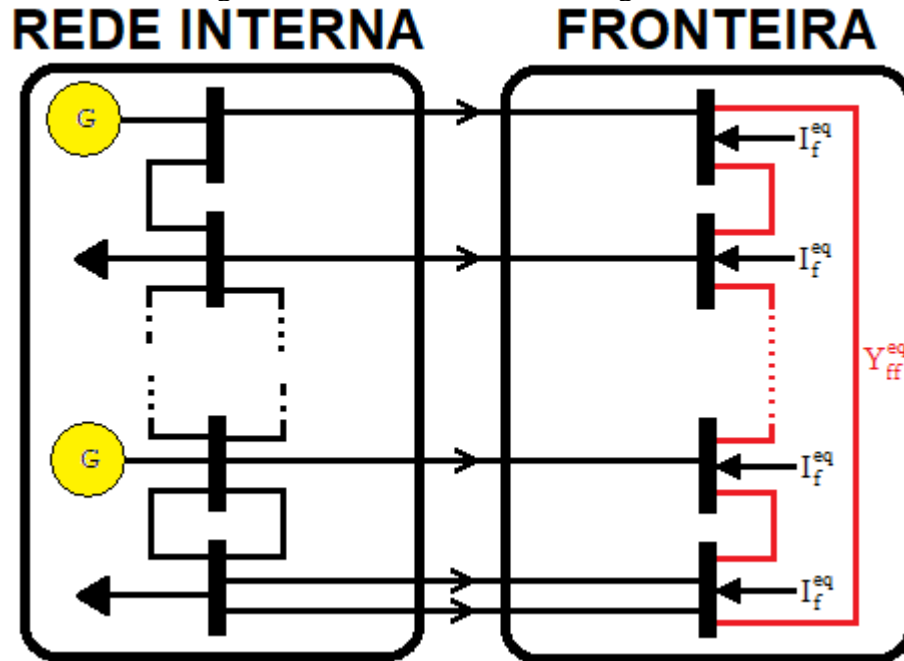 REDE INTERNA
FRONTEIRA
G
I_f^eq
I_f^eq
Y_ff^eq
G
I_f^eq
I_f^eq